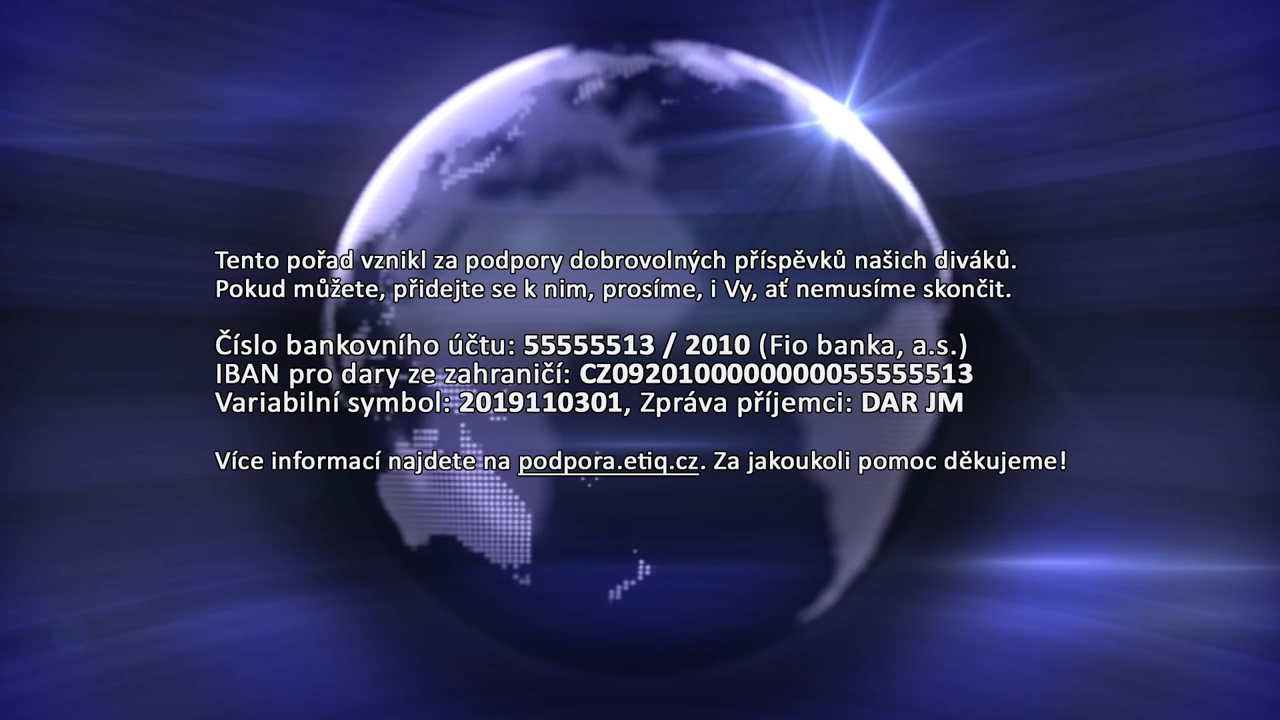 Tento pořad vznikl za podpory dobrovolných příspěvků našich diváků.
Pokud můžete, přidejte se k nim, prosíme, i Vy, ať nemusíme skončit.
Číslo bankovního účtu: 55555513 / 2010 (Fio banka, a.s.)
IBAN pro dary ze zahraničí: CZ0920100000000055555513
Variabilní symbol: 2019110301, Zpráva příjemci: DAR JM
Více informací najdete na podpora.etiq.cz. Za jakoukoli pomoc děkujeme!